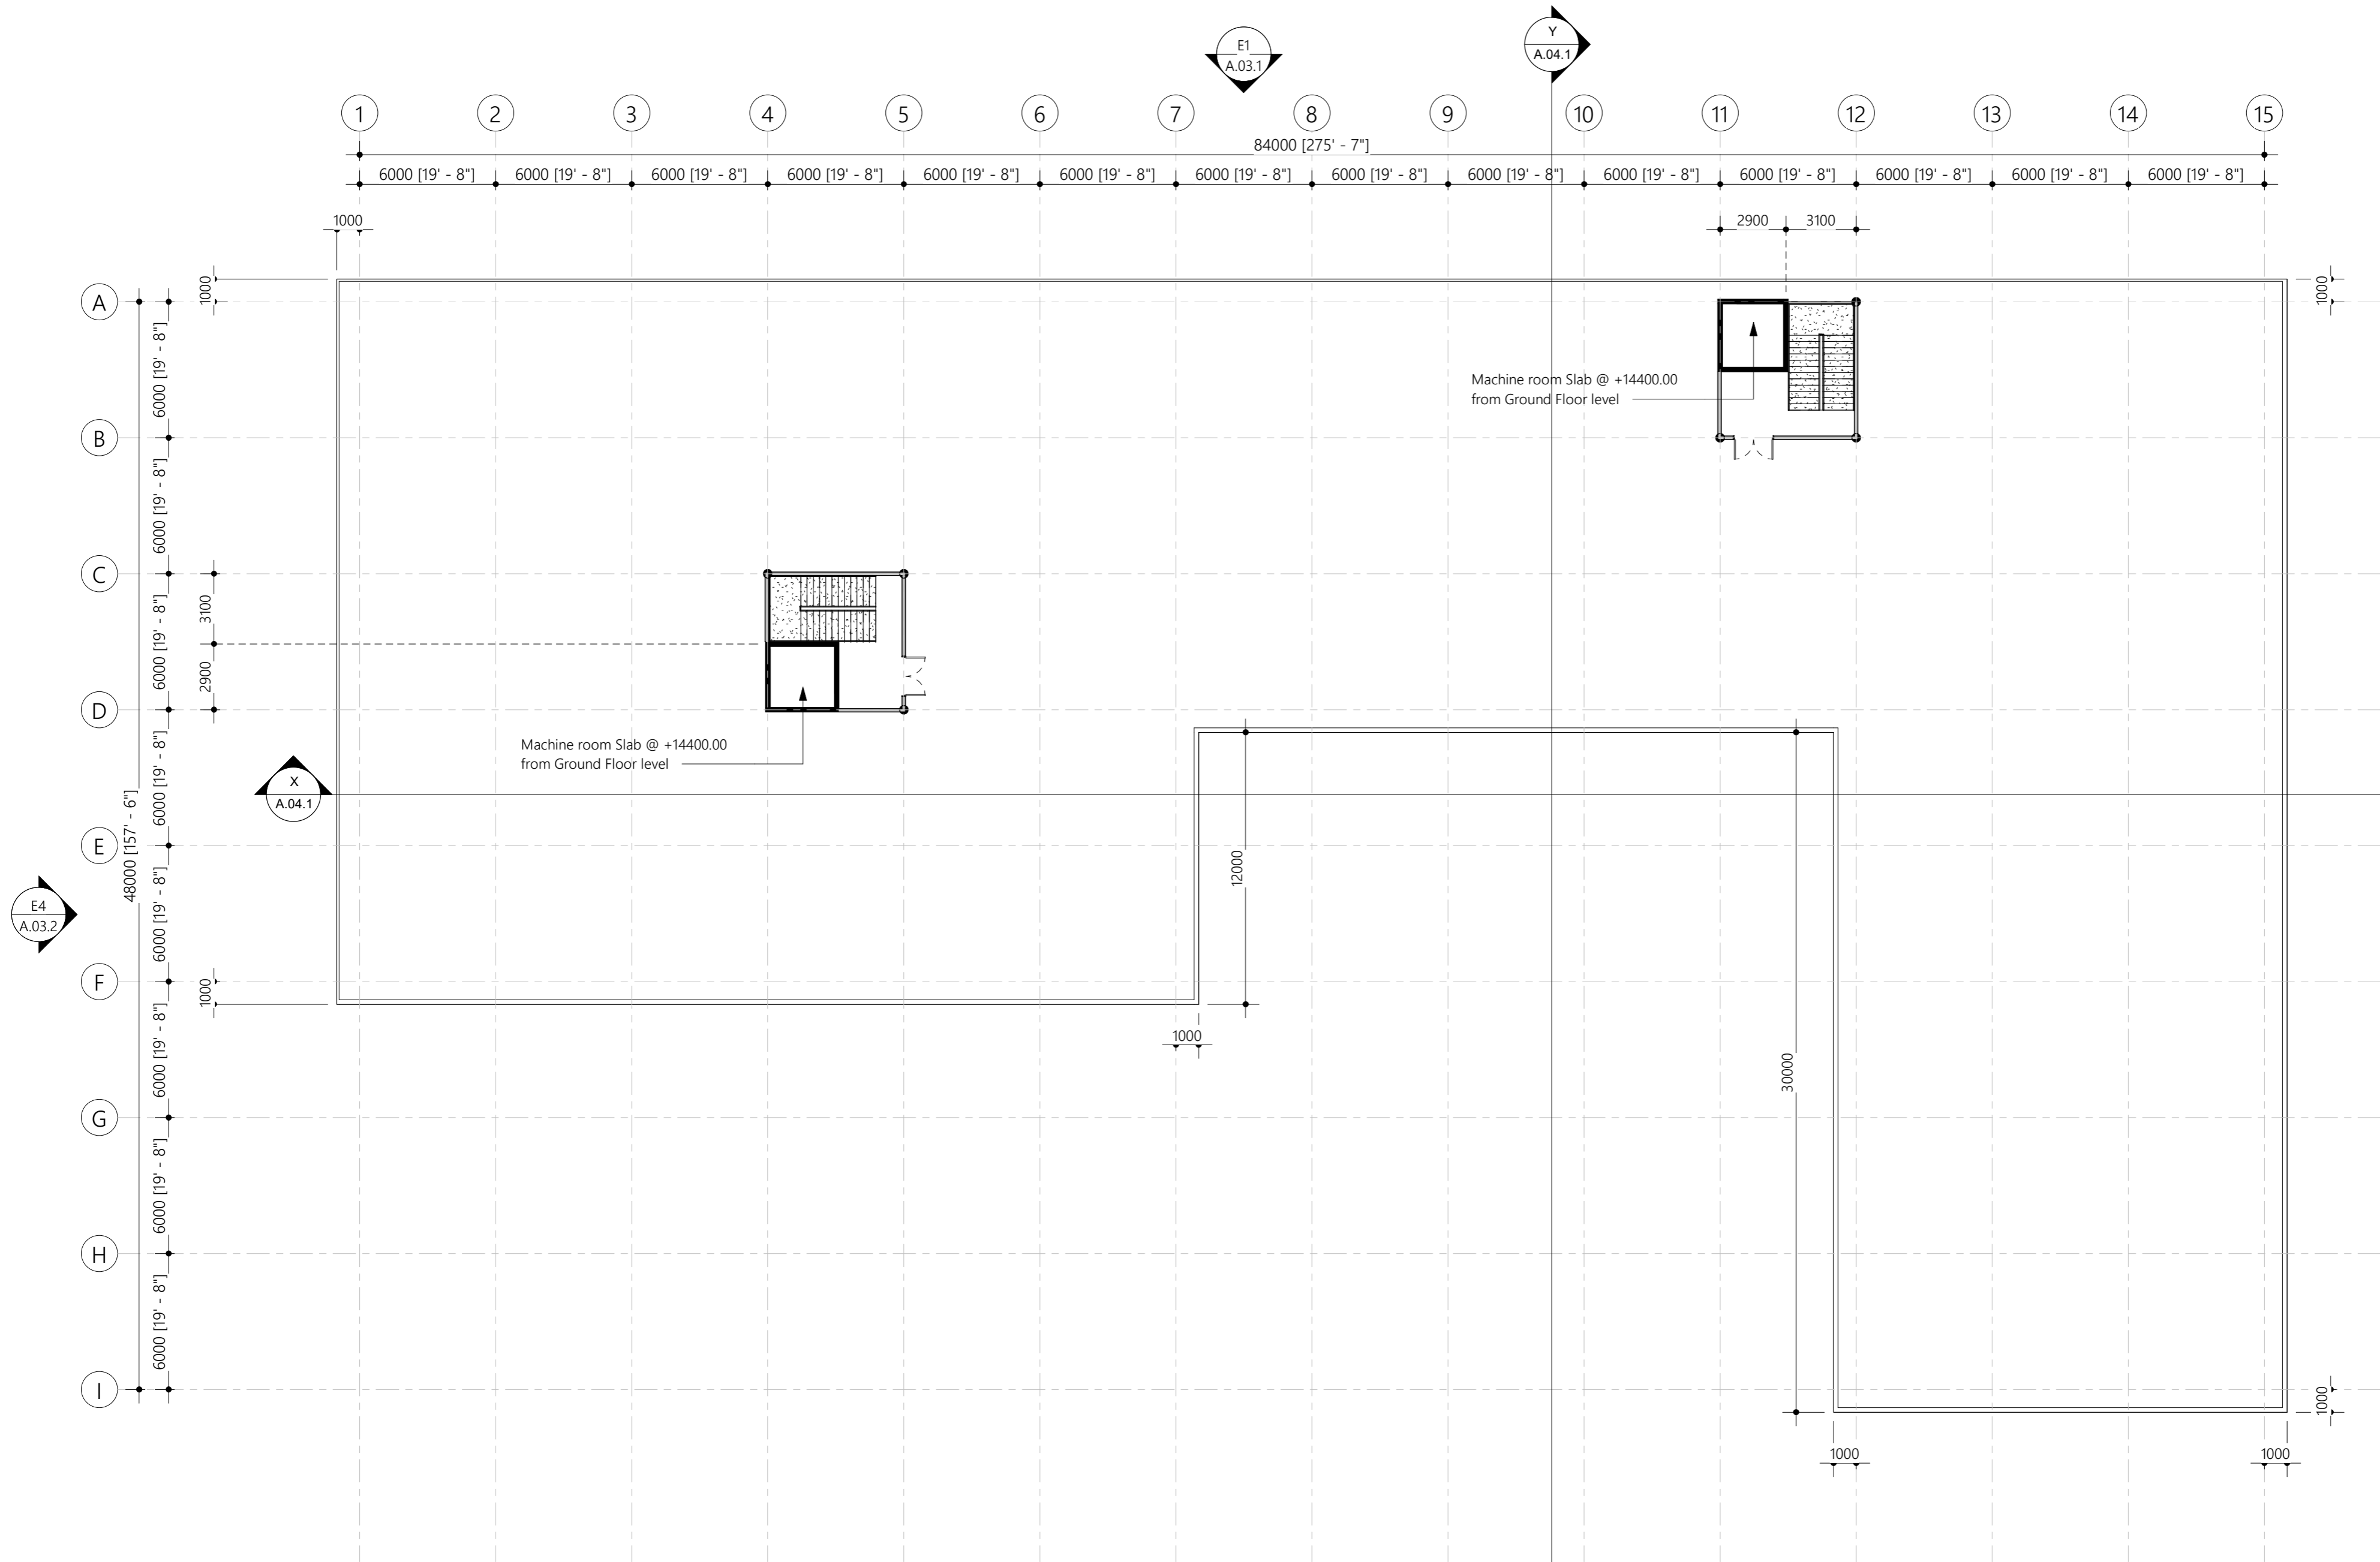 E1
A.03.1
Y
A.04.1
1
2
3
4
5
6
7
8
9
10
11
12
13
14
15
84000 [275' - 7"]
6000 [19' - 8"]
6000 [19' - 8"]
6000 [19' - 8"]
6000 [19' - 8"]
6000 [19' - 8"]
6000 [19' - 8"]
6000 [19' - 8"]
6000 [19' - 8"]
6000 [19' - 8"]
6000 [19' - 8"]
6000 [19' - 8"]
6000 [19' - 8"]
6000 [19' - 8"]
6000 [19' - 8"]
1000
2900
3100
1000
1000
A
B
C
D
E
F
G
H
I
6000 [19' - 8"]
6000 [19' - 8"]
6000 [19' - 8"]
6000 [19' - 8"]
6000 [19' - 8"]
6000 [19' - 8"]
6000 [19' - 8"]
6000 [19' - 8"]
48000 [157' - 6"]
Machine room Slab @ +14400.00
from Ground Floor level
3100
2900
Machine room Slab @ +14400.00
from Ground Floor level
X
A.04.1
E4
A.03.2
12000
1000
1000
30000
1000
1000
1000